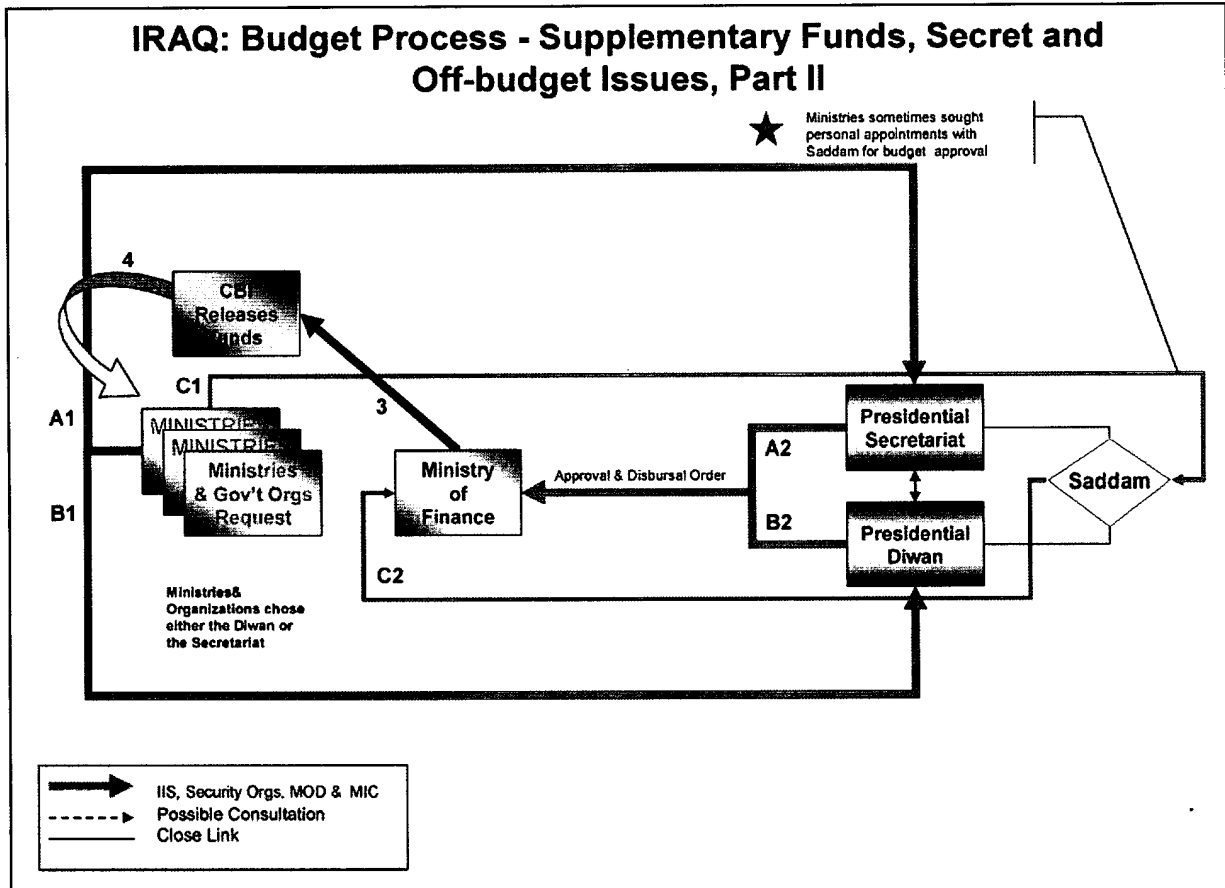 IRAQ: Budget Process - Supplementary Funds, Secret and
Off-budget Issues, Part II
Ministries sometimes sought
personal appointments with
Saddam for budget approval
4
CBI
Releases
Funds
C1
3
A1
MINISTRIE
MINISTRIE
Ministries
& Gov't Orgs
Request
B1
Ministry
of
Finance
Approval & Disbursal Order
A2
B2
Presidential
Secretariat
Saddam
Presidential
Diwan
C2
Ministries&
Organizations chose
either the Diwan or
the Secretariat
IIS, Security Orgs, MOD & MIC
Possible Consultation
Close Link